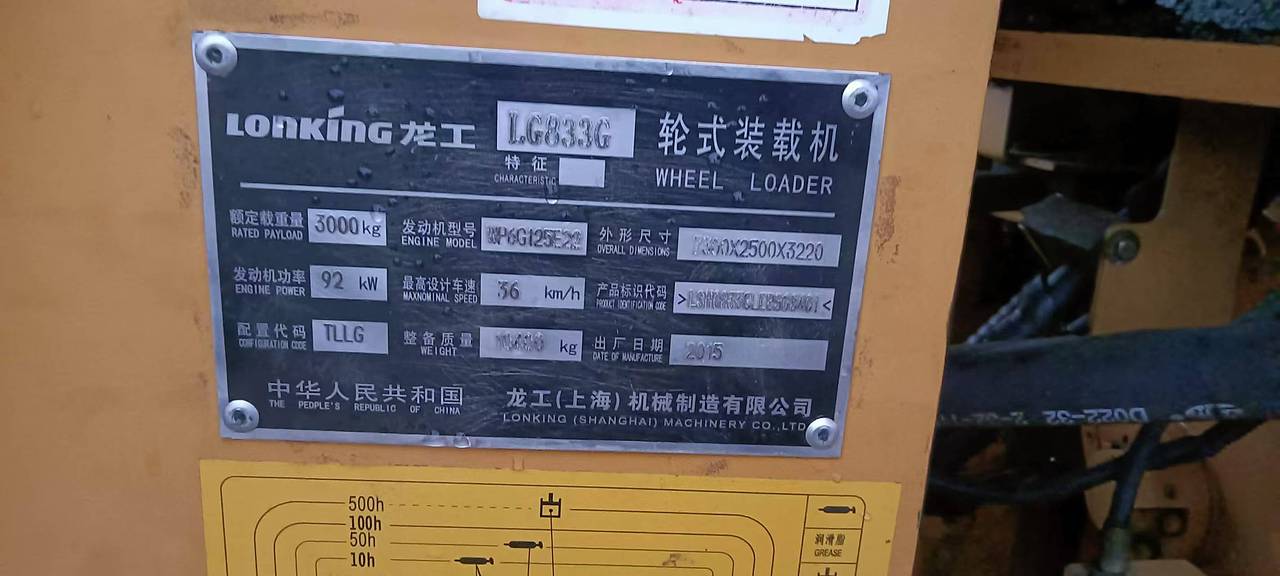 LONKING 龙工 LG833G 轮式装载机
特征
CHARACTERISTIC
WHEEL LOADER
额定载重量 3000kg 发动机型号 外形尺寸
RATED PAYLOAD ENGINE MODEL OVERALL DIMENSIONS
发动机功率 92 kW 最高设计车速 36 km/h 产品标识代码
ENGINE POWER MAXNOMINAL SPEED PRODUCT IDENTIFICATION CODE
配置代码 TLLG 整备质量 kg 出厂日期 2015
CONFIGURATION CODE WEIGHT DATE OF MANUFACTURE
中华人民共和国 龙工(上海)机械制造有限公司
THE PEOPLE'S REPUBLIC OF CHINA LONKING (SHANGHAI) MACHINERY CO.,LTD
500h
100h
50h
10h
润滑脂
GREASE